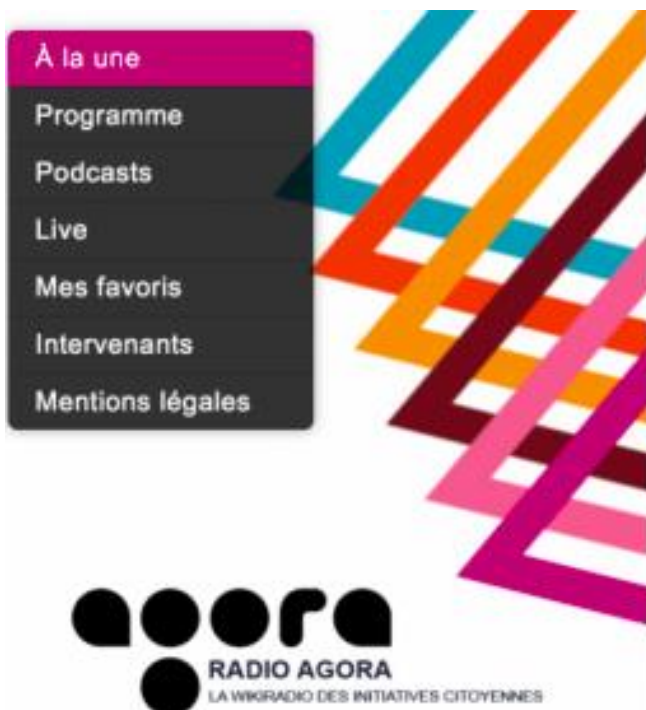 À la une
Programme
Podcasts
Live
Mes favoris
Intervenants
Mentions légales
agora
RADIO AGORA
LA WIKIRADIO DES INITIATIVES CITOYENNES